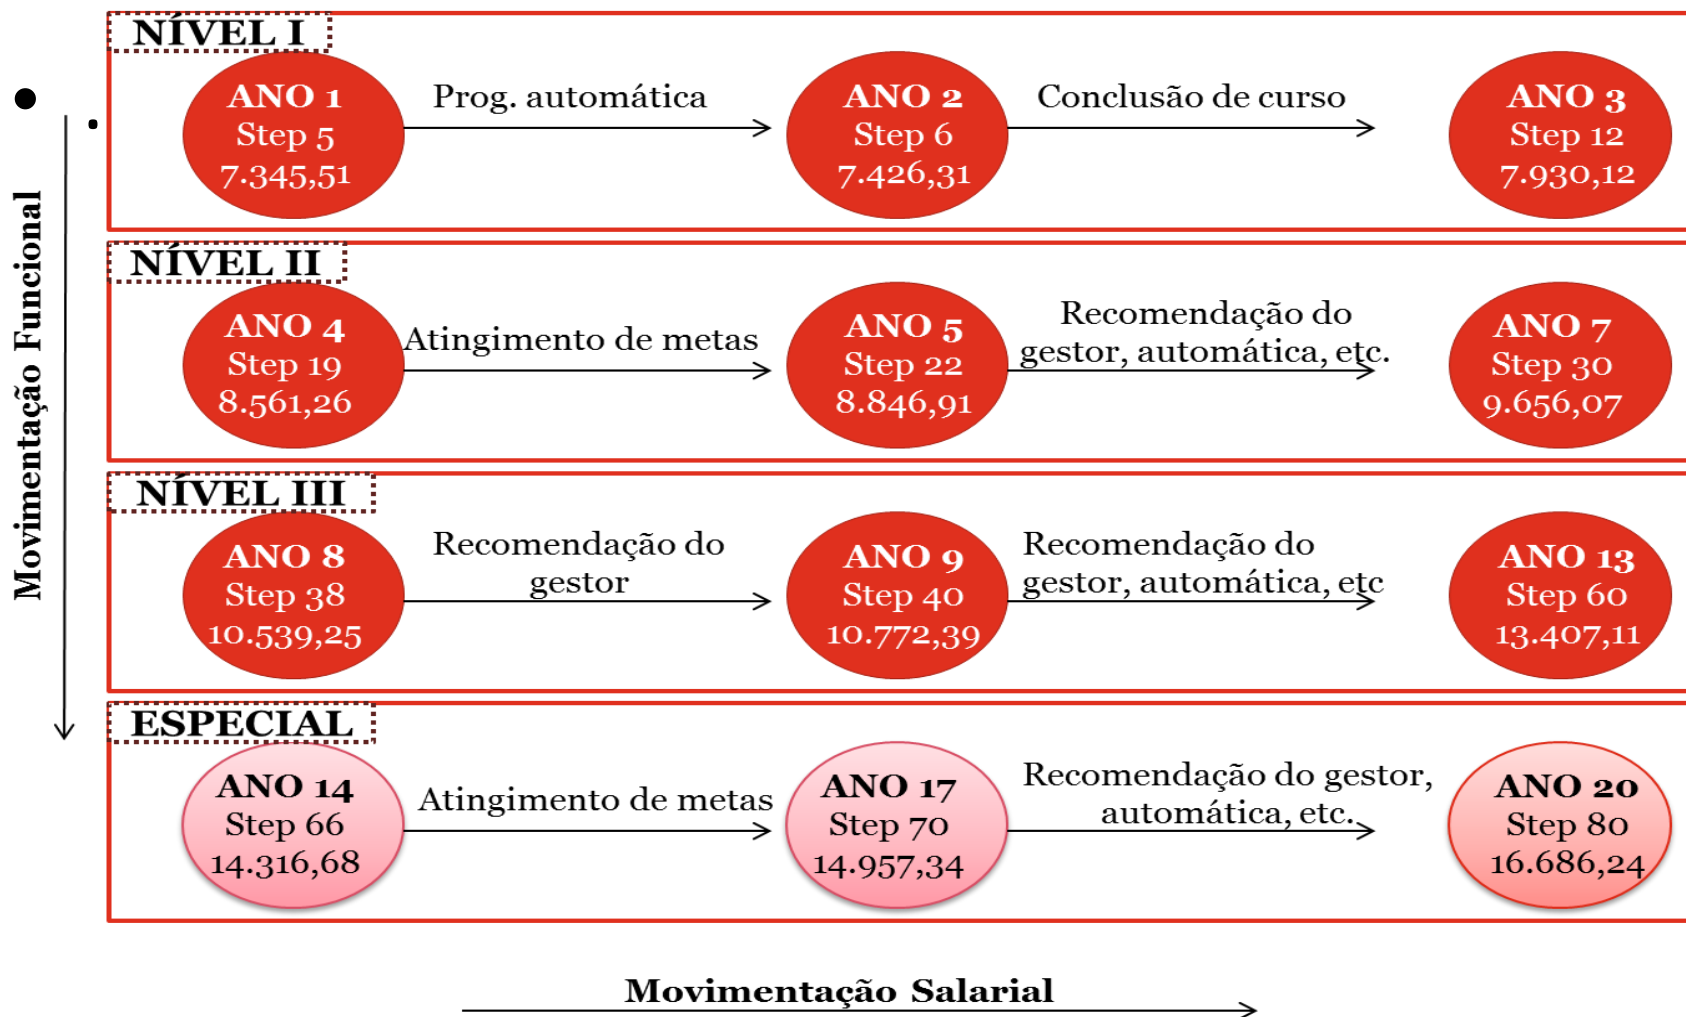 NÍVEL I
ANO 1
Step 5
7.345,51
Prog. automática
ANO 2
Step 6
7.426,31
Conclusão de curso
ANO 3
Step 12
7.930,12
NÍVEL II
ANO 4
Step 19
8.561,26
Atingimento de metas
ANO 5
Step 22
8.846,91
Recomendação do
gestor, automática, etc.
ANO 7
Step 30
9.656,07
NÍVEL III
ANO 8
Step 38
10.539,25
Recomendação do
gestor
ANO 9
Step 40
10.772,39
Recomendação do
gestor, automática, etc
ANO 13
Step 60
13.407,11
ESPECIAL
ANO 14
Step 66
14.316,68
Atingimento de metas
ANO 17
Step 70
14.957,34
Recomendação do gestor,
automática, etc.
ANO 20
Step 80
16.686,24
Movimentação Funcional
Movimentação Salarial